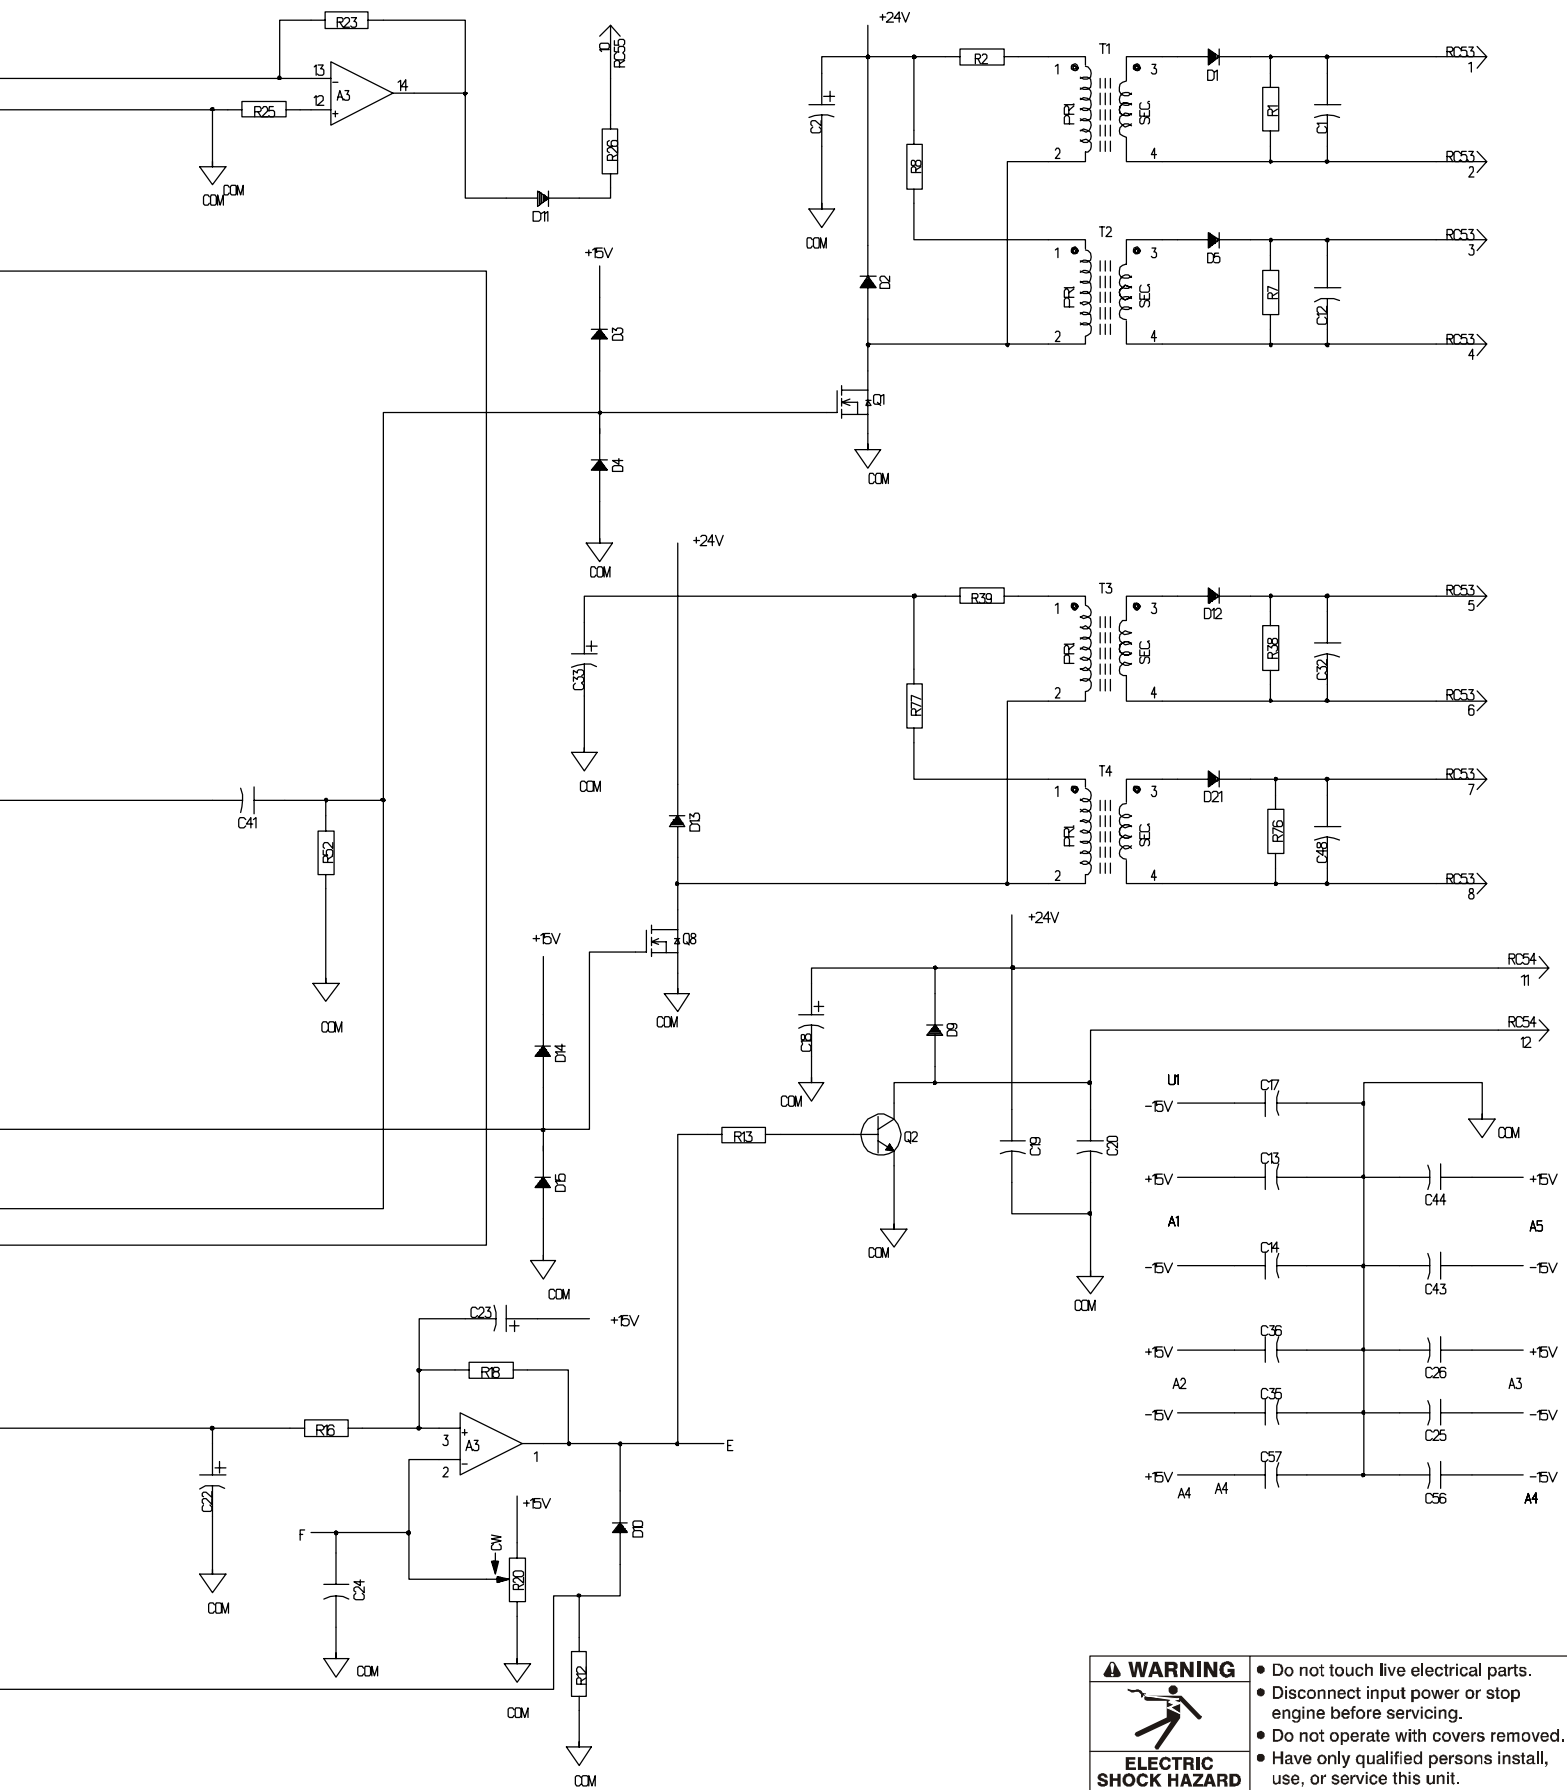 R23
13
-
A3
14
12
+
R25
COM
COM
10
RC55
R26
D11
+24V
C2
+
COM
R2
R8
D2
T1
1
3
PRI.
SEC.
2
4
D1
R1
C1
RC53
1
RC53
2
T2
1
3
PRI.
SEC.
2
4
D5
R7
C12
RC53
3
RC53
4
+15V
D3
D4
COM
Q1
COM
+24V
C33
+
COM
R39
R77
D13
T3
1
3
PRI.
SEC.
2
4
D12
R38
C32
RC53
5
RC53
6
T4
1
3
PRI.
SEC.
2
4
D21
R76
C48
RC53
7
RC53
8
C41
R52
COM
+15V
Q8
COM
D14
D15
COM
+24V
C18
+
COM
D9
RC54
11
RC54
12
R13
Q2
COM
C19
C20
COM
U1
-15V
C17
COM
+15V
C13
C44
+15V
A1
A5
-15V
C14
C43
-15V
+15V
C36
C26
+15V
A2
A3
-15V
C35
C25
-15V
+15V
C57
C56
-15V
A4
A4
A4
C23
+
+15V
R18
R16
3
+
A3
1
2
-
E
C22
+
COM
F
C24
COM
CW
+15V
R20
COM
D10
R12
COM
WARNING
ELECTRIC
SHOCK HAZARD
• Do not touch live electrical parts.
• Disconnect input power or stop
engine before servicing.
• Do not operate with covers removed.
• Have only qualified persons install,
use, or service this unit.